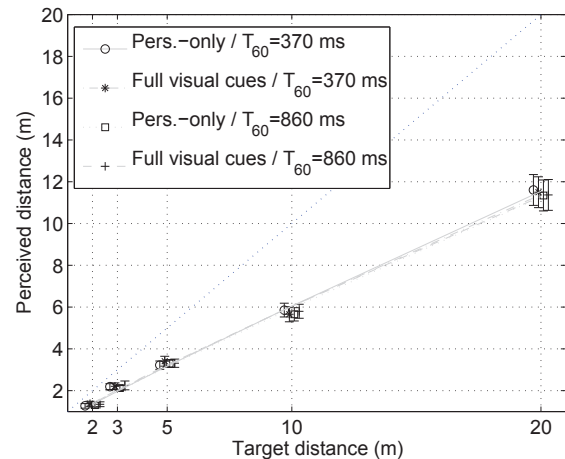 20
18
16
14
12
10
8
6
4
2
Perceived distance (m)
Pers.−only / T60=370 ms
Full visual cues / T60=370 ms
Pers.−only / T60=860 ms
Full visual cues / T60=860 ms
2 3 5 10 20
Target distance (m)